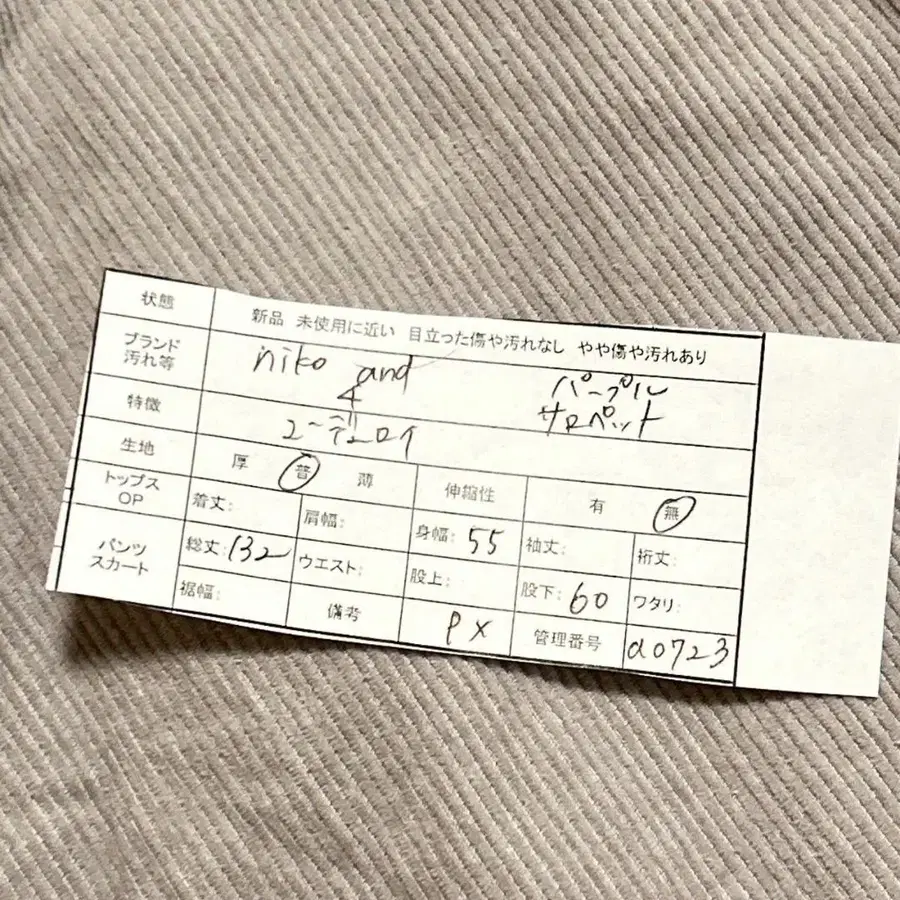 状態 新品 未使用に近い 目立った傷や汚れなし やや傷や汚れあり
ブランド 汚れ等 niko and パープル
4 サロペット
特徴 コーデュロイ
生地 厚 普 薄 伸縮性 有 無
トップス OP 着丈: 肩幅: 身幅: 55 袖丈: 裄丈:
パンツ スカート 総丈: 132 ウエスト: 股上: 股下: 60 ワタリ:
裾幅: 備考 PX 管理番号 a0723